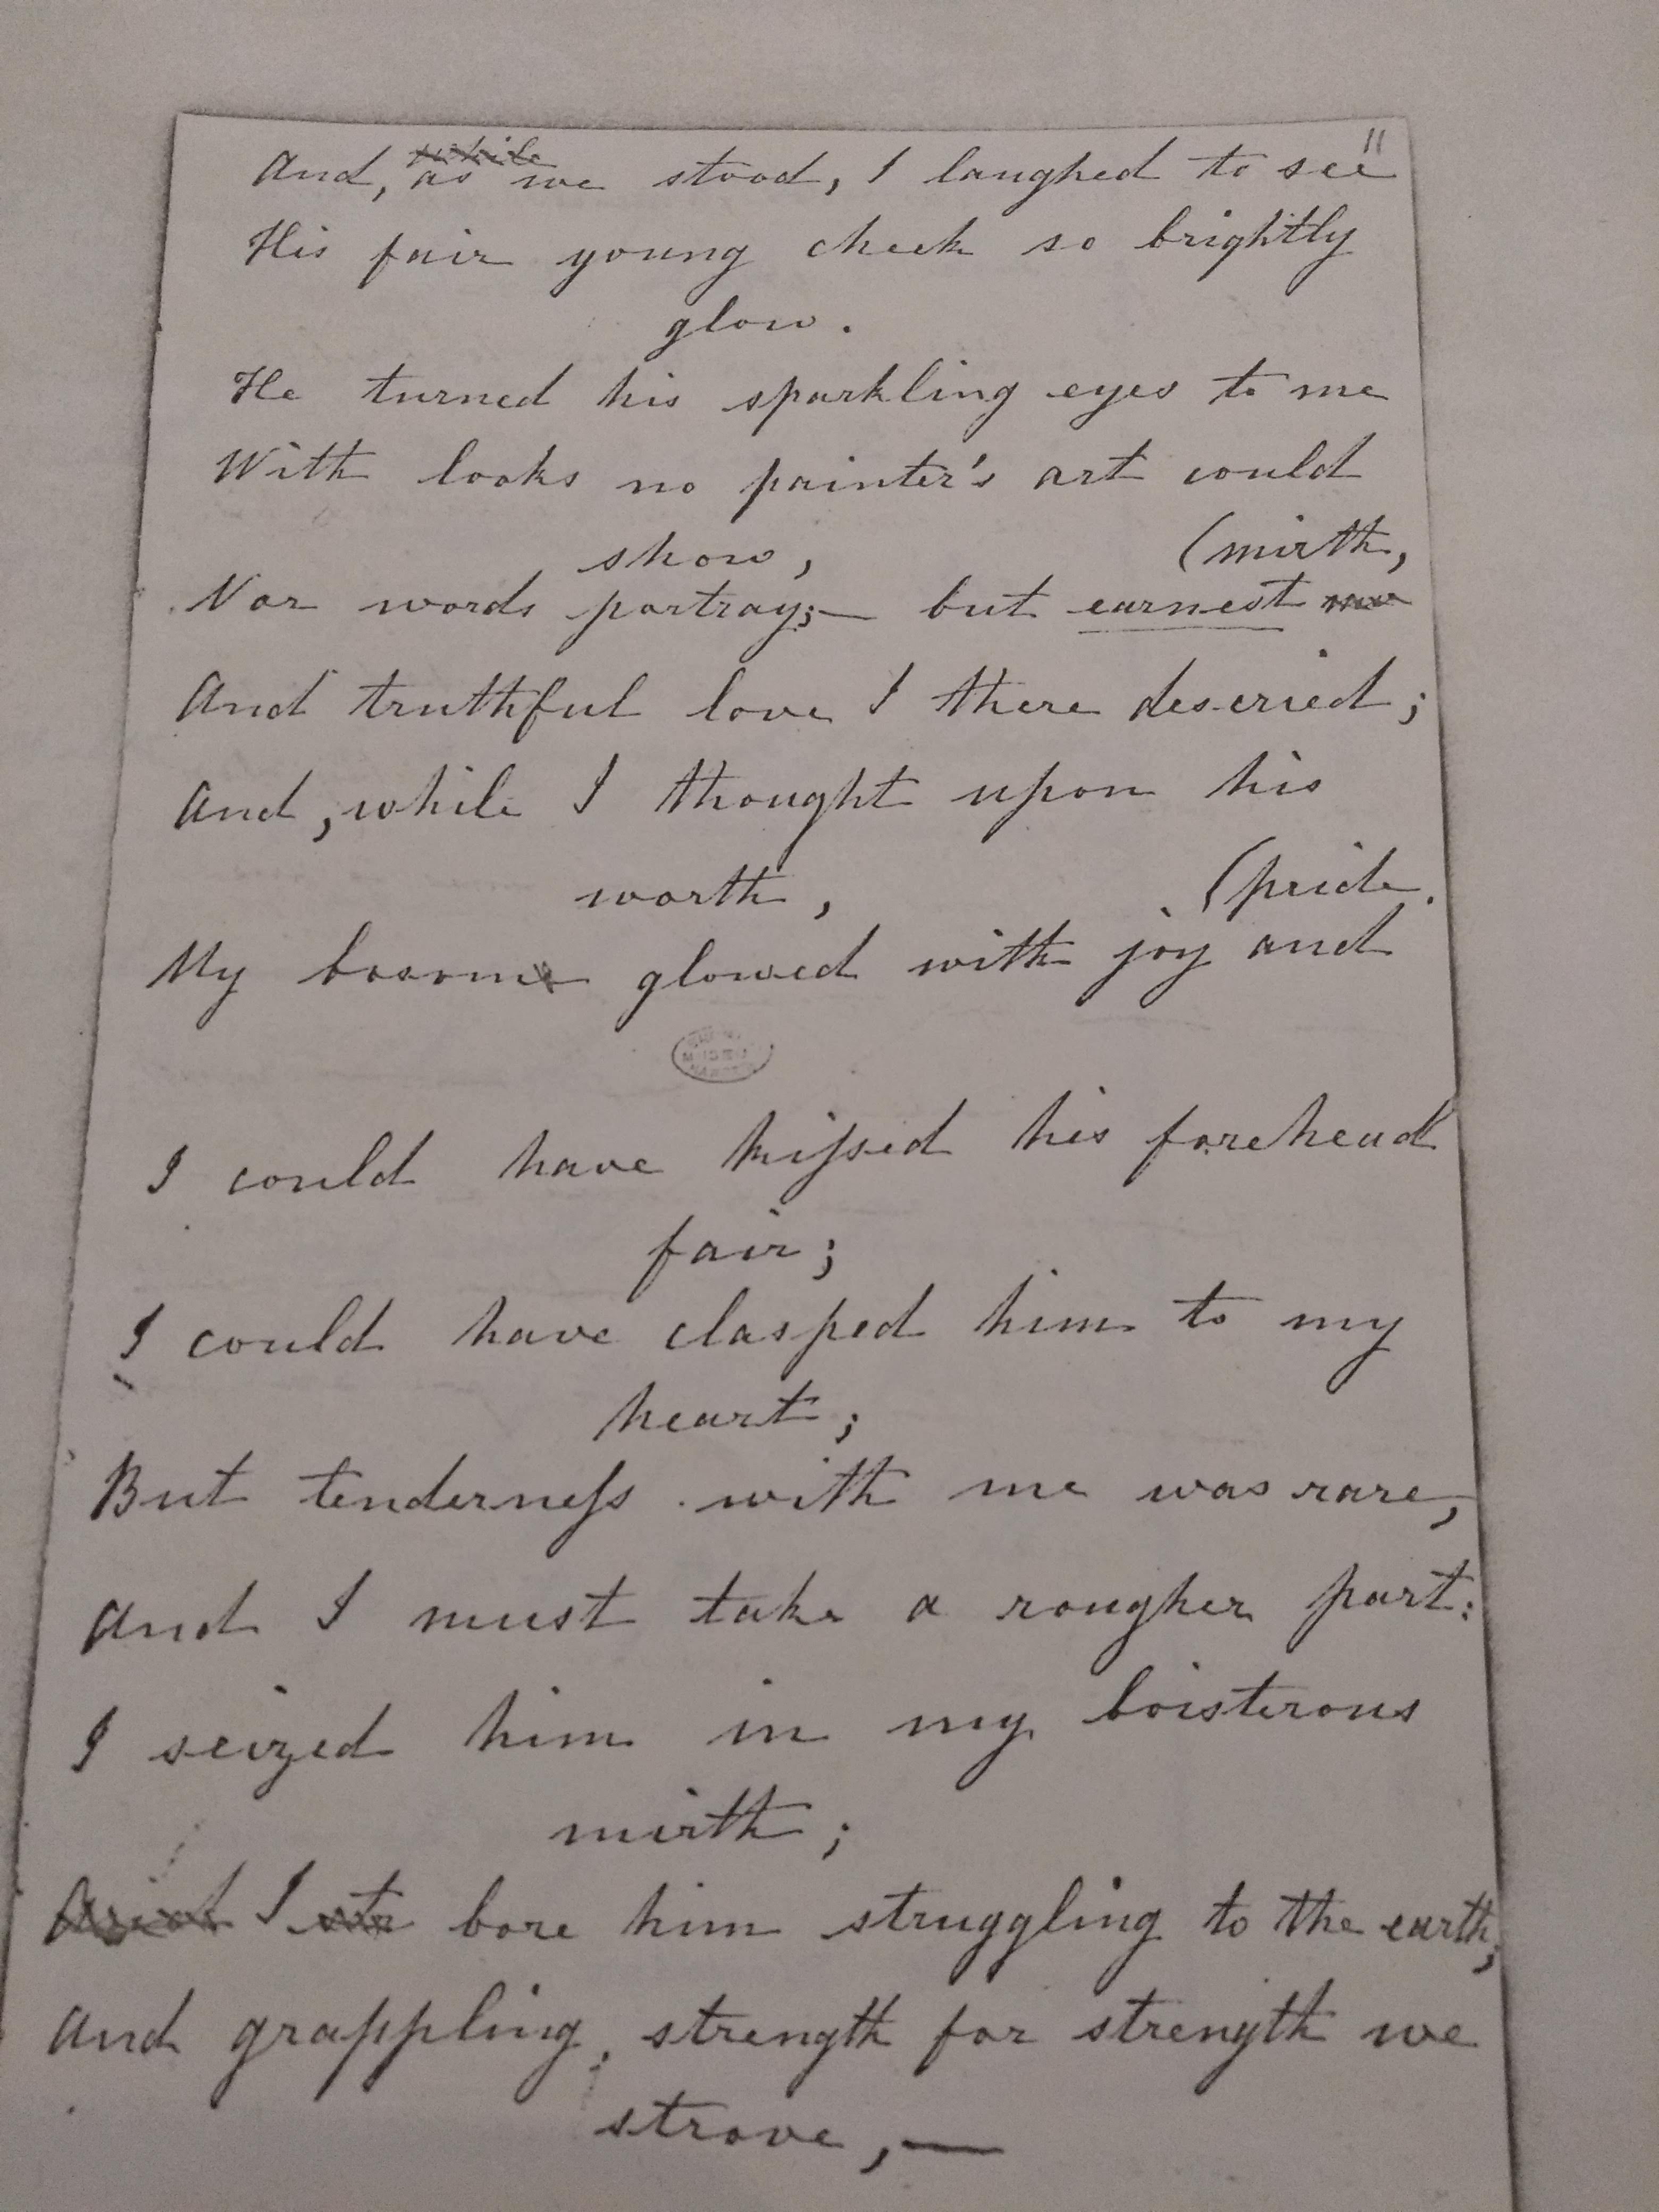 11
And, as we stood, I laughed to see
while
His fair young cheek so brightly
glow.
He turned his sparkling eyes to me
With looks no painter's art could
show,
(mirth,
Nor words portray;— but earnest
And truthful love I there descried;
And, while I thought upon his
worth,
(pride.
My bosom glowed with joy and
I could have kiſsed his forehead
fair;
I could have clasped him to my
heart;
But tenderneſs with me was rare,
And I must take a rougher part:
I seized him in my boisterous
mirth;
I bore him struggling to the earth;
And grappling, strength for strength we
strove,—